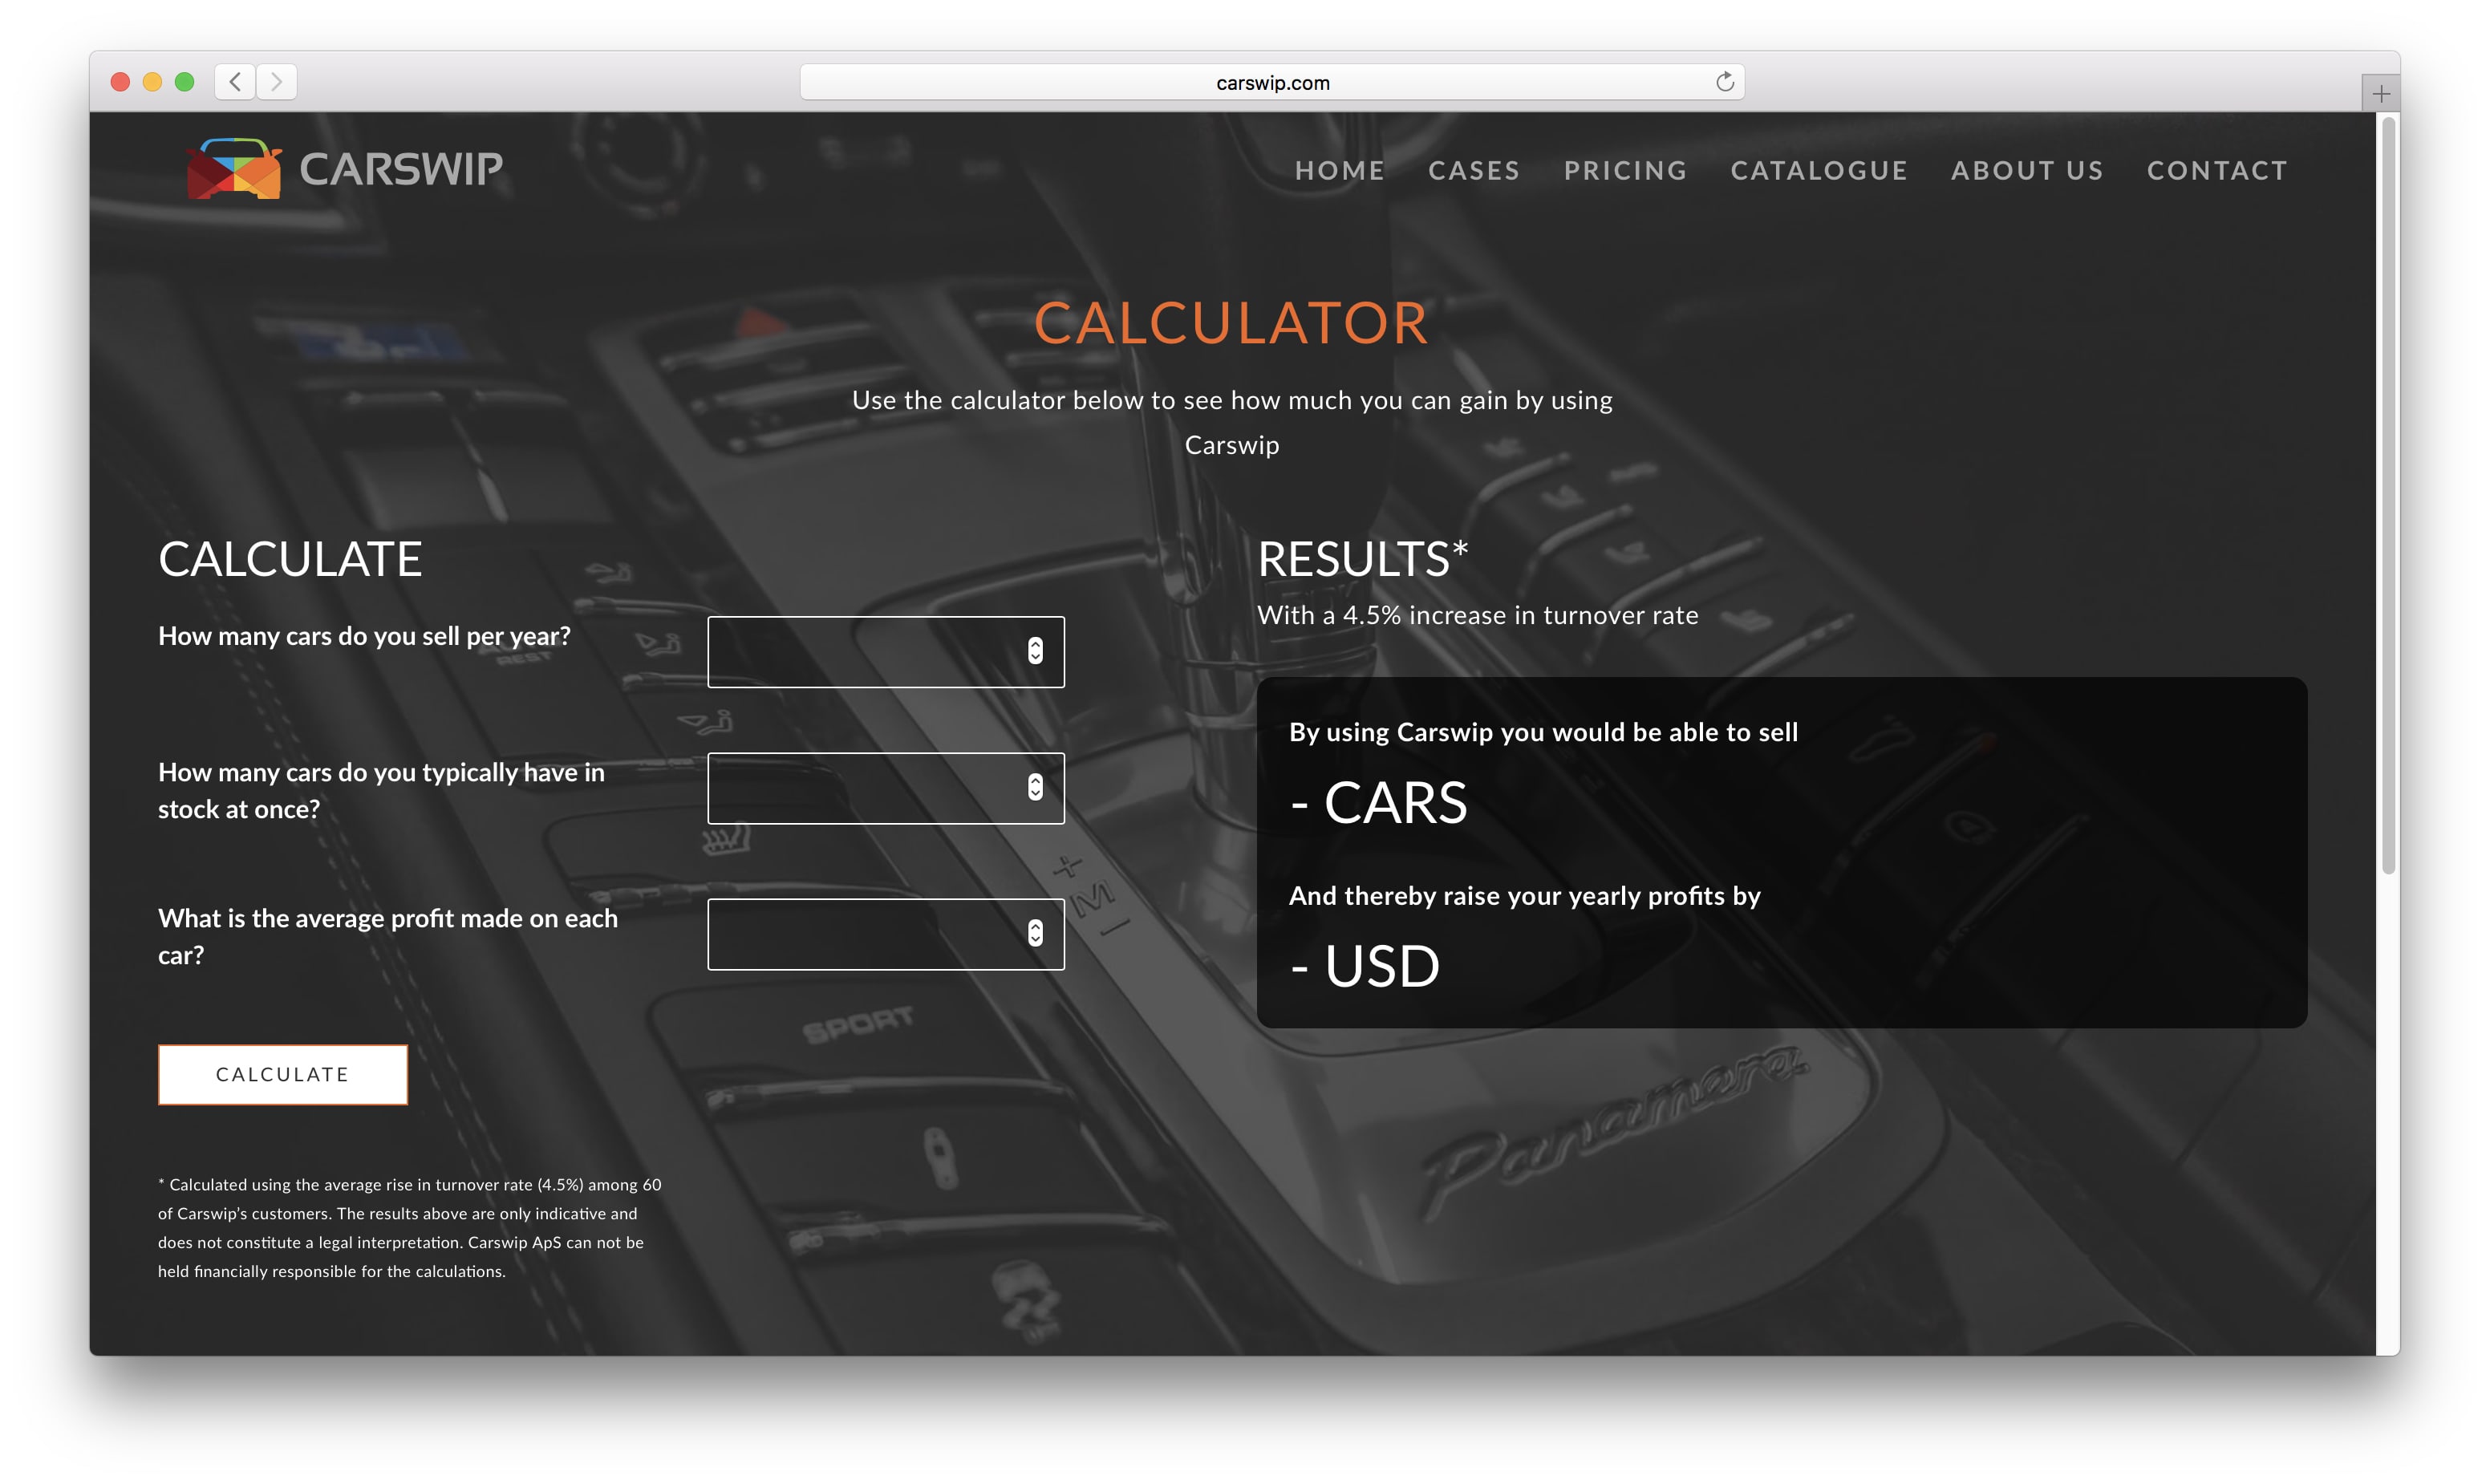 carswip.com
CARSWIP
HOME CASES PRICING CATALOGUE ABOUT US CONTACT
CALCULATOR
Use the calculator below to see how much you can gain by using
Carswip
CALCULATE
How many cars do you sell per year?
REST
How many cars do you typically have in
stock at once?
What is the average profit made on each
car?
CALCULATE
* Calculated using the average rise in turnover rate (4.5%) among 60
of Carswip's customers. The results above are only indicative and
does not constitute a legal interpretation. Carswip ApS can not be
held financially responsible for the calculations.
RESULTS*
With a 4.5% increase in turnover rate
By using Carswip you would be able to sell
- CARS
And thereby raise your yearly profits by
- USD
+
M
SPORT
Panamera